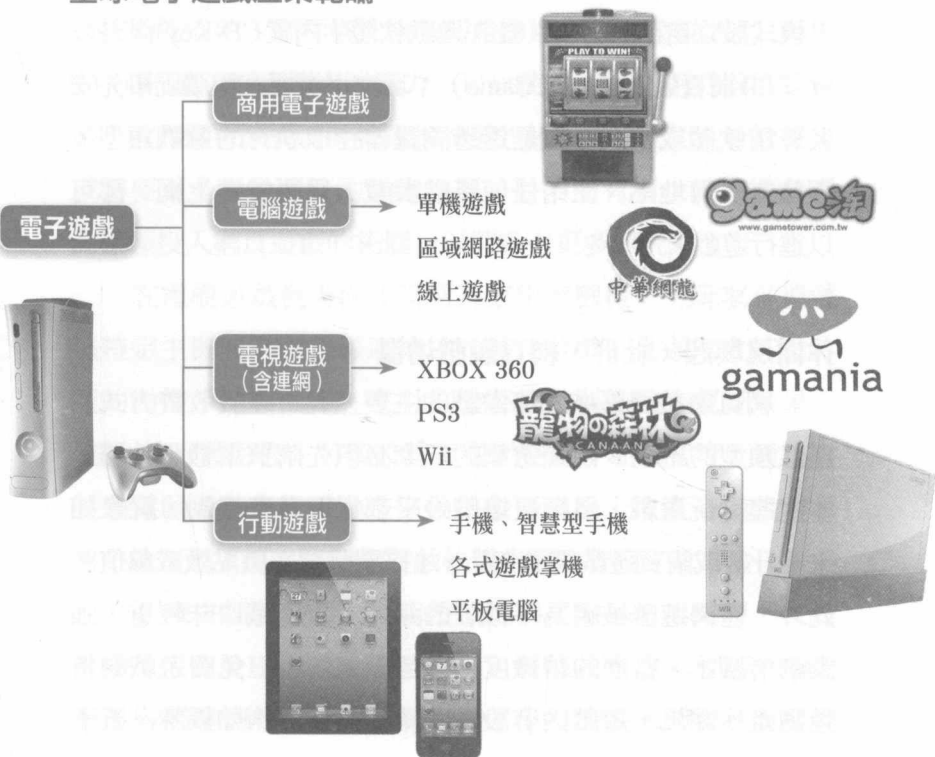 商用電子遊戲
PLAY TO WIN!
電子遊戲
電腦遊戲
單機遊戲
區域網路遊戲
線上遊戲
game淘
www.gametower.com.tw
中華網龍
gamania
電視遊戲
(含連網)
XBOX 360
PS3
Wii
寵物の森林
CANAAN
行動遊戲
手機、智慧型手機
各式遊戲掌機
平板電腦